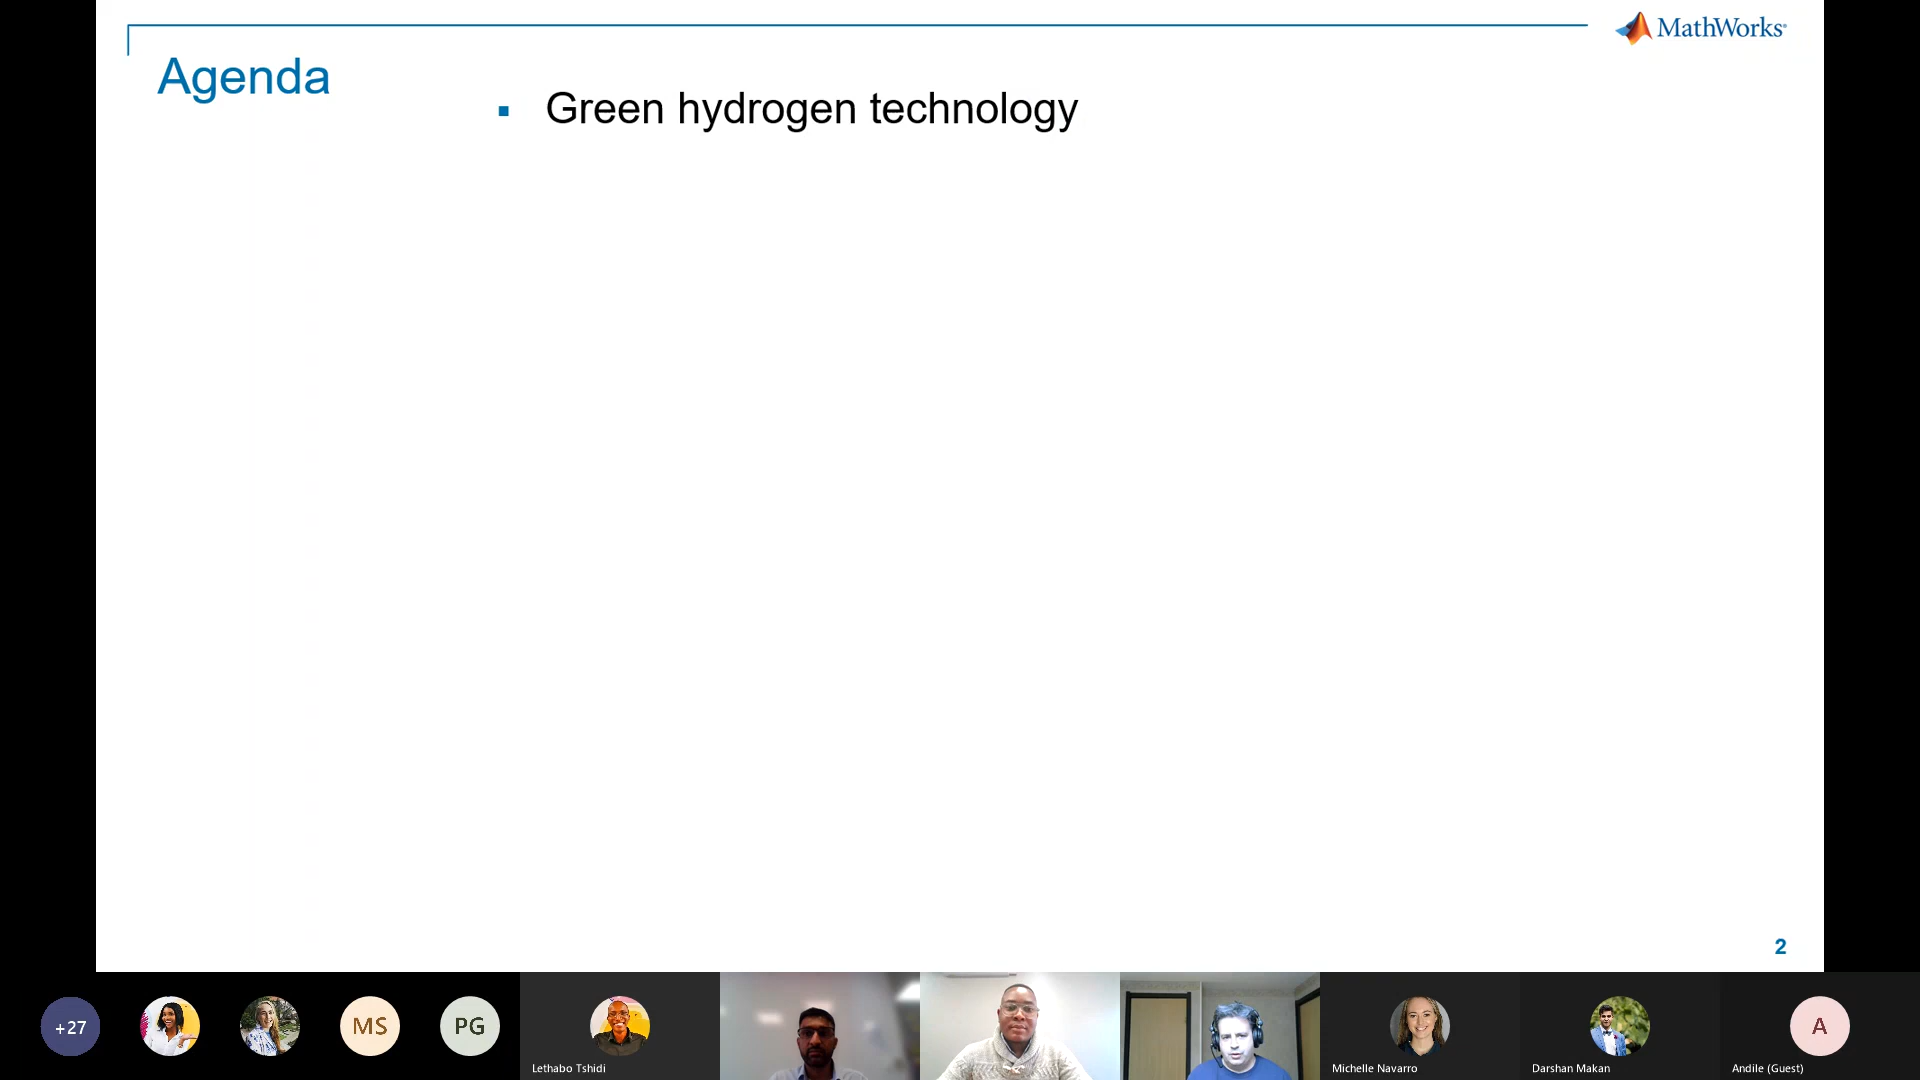 MathWorks®
Agenda
▪ Green hydrogen technology
2
+27
MS
PG
Lethabo Tshidi
Michelle Navarro
Darshan Makan
A
Andile (Guest)